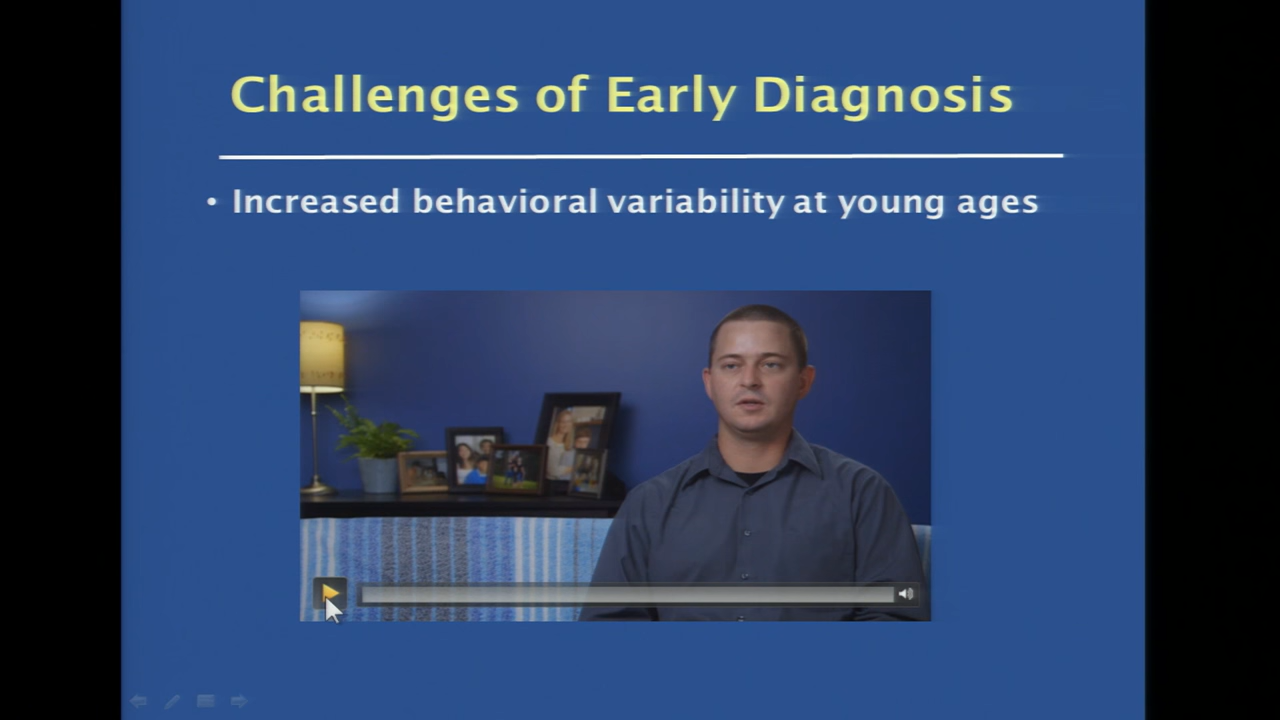 Challenges of Early Diagnosis
• Increased behavioral variability at young ages